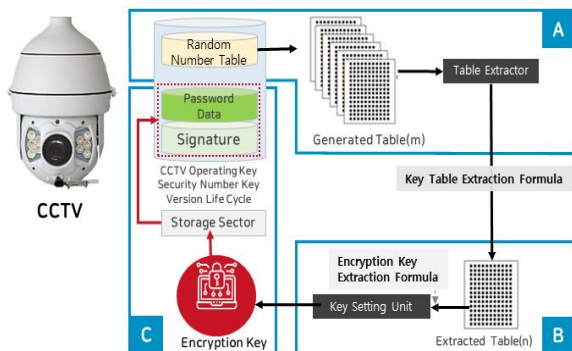 Random
Number Table
A
Table Extractor
Generated Table(m)
Password
Data
Signature
CCTV Operating Key
Security Number Key
Version Life Cycle
CCTV
Key Table Extraction Formula
Storage Sector
Encryption Key
Extraction Formula
Key Setting Unit
C
Encryption Key
Extracted Table(n)
B